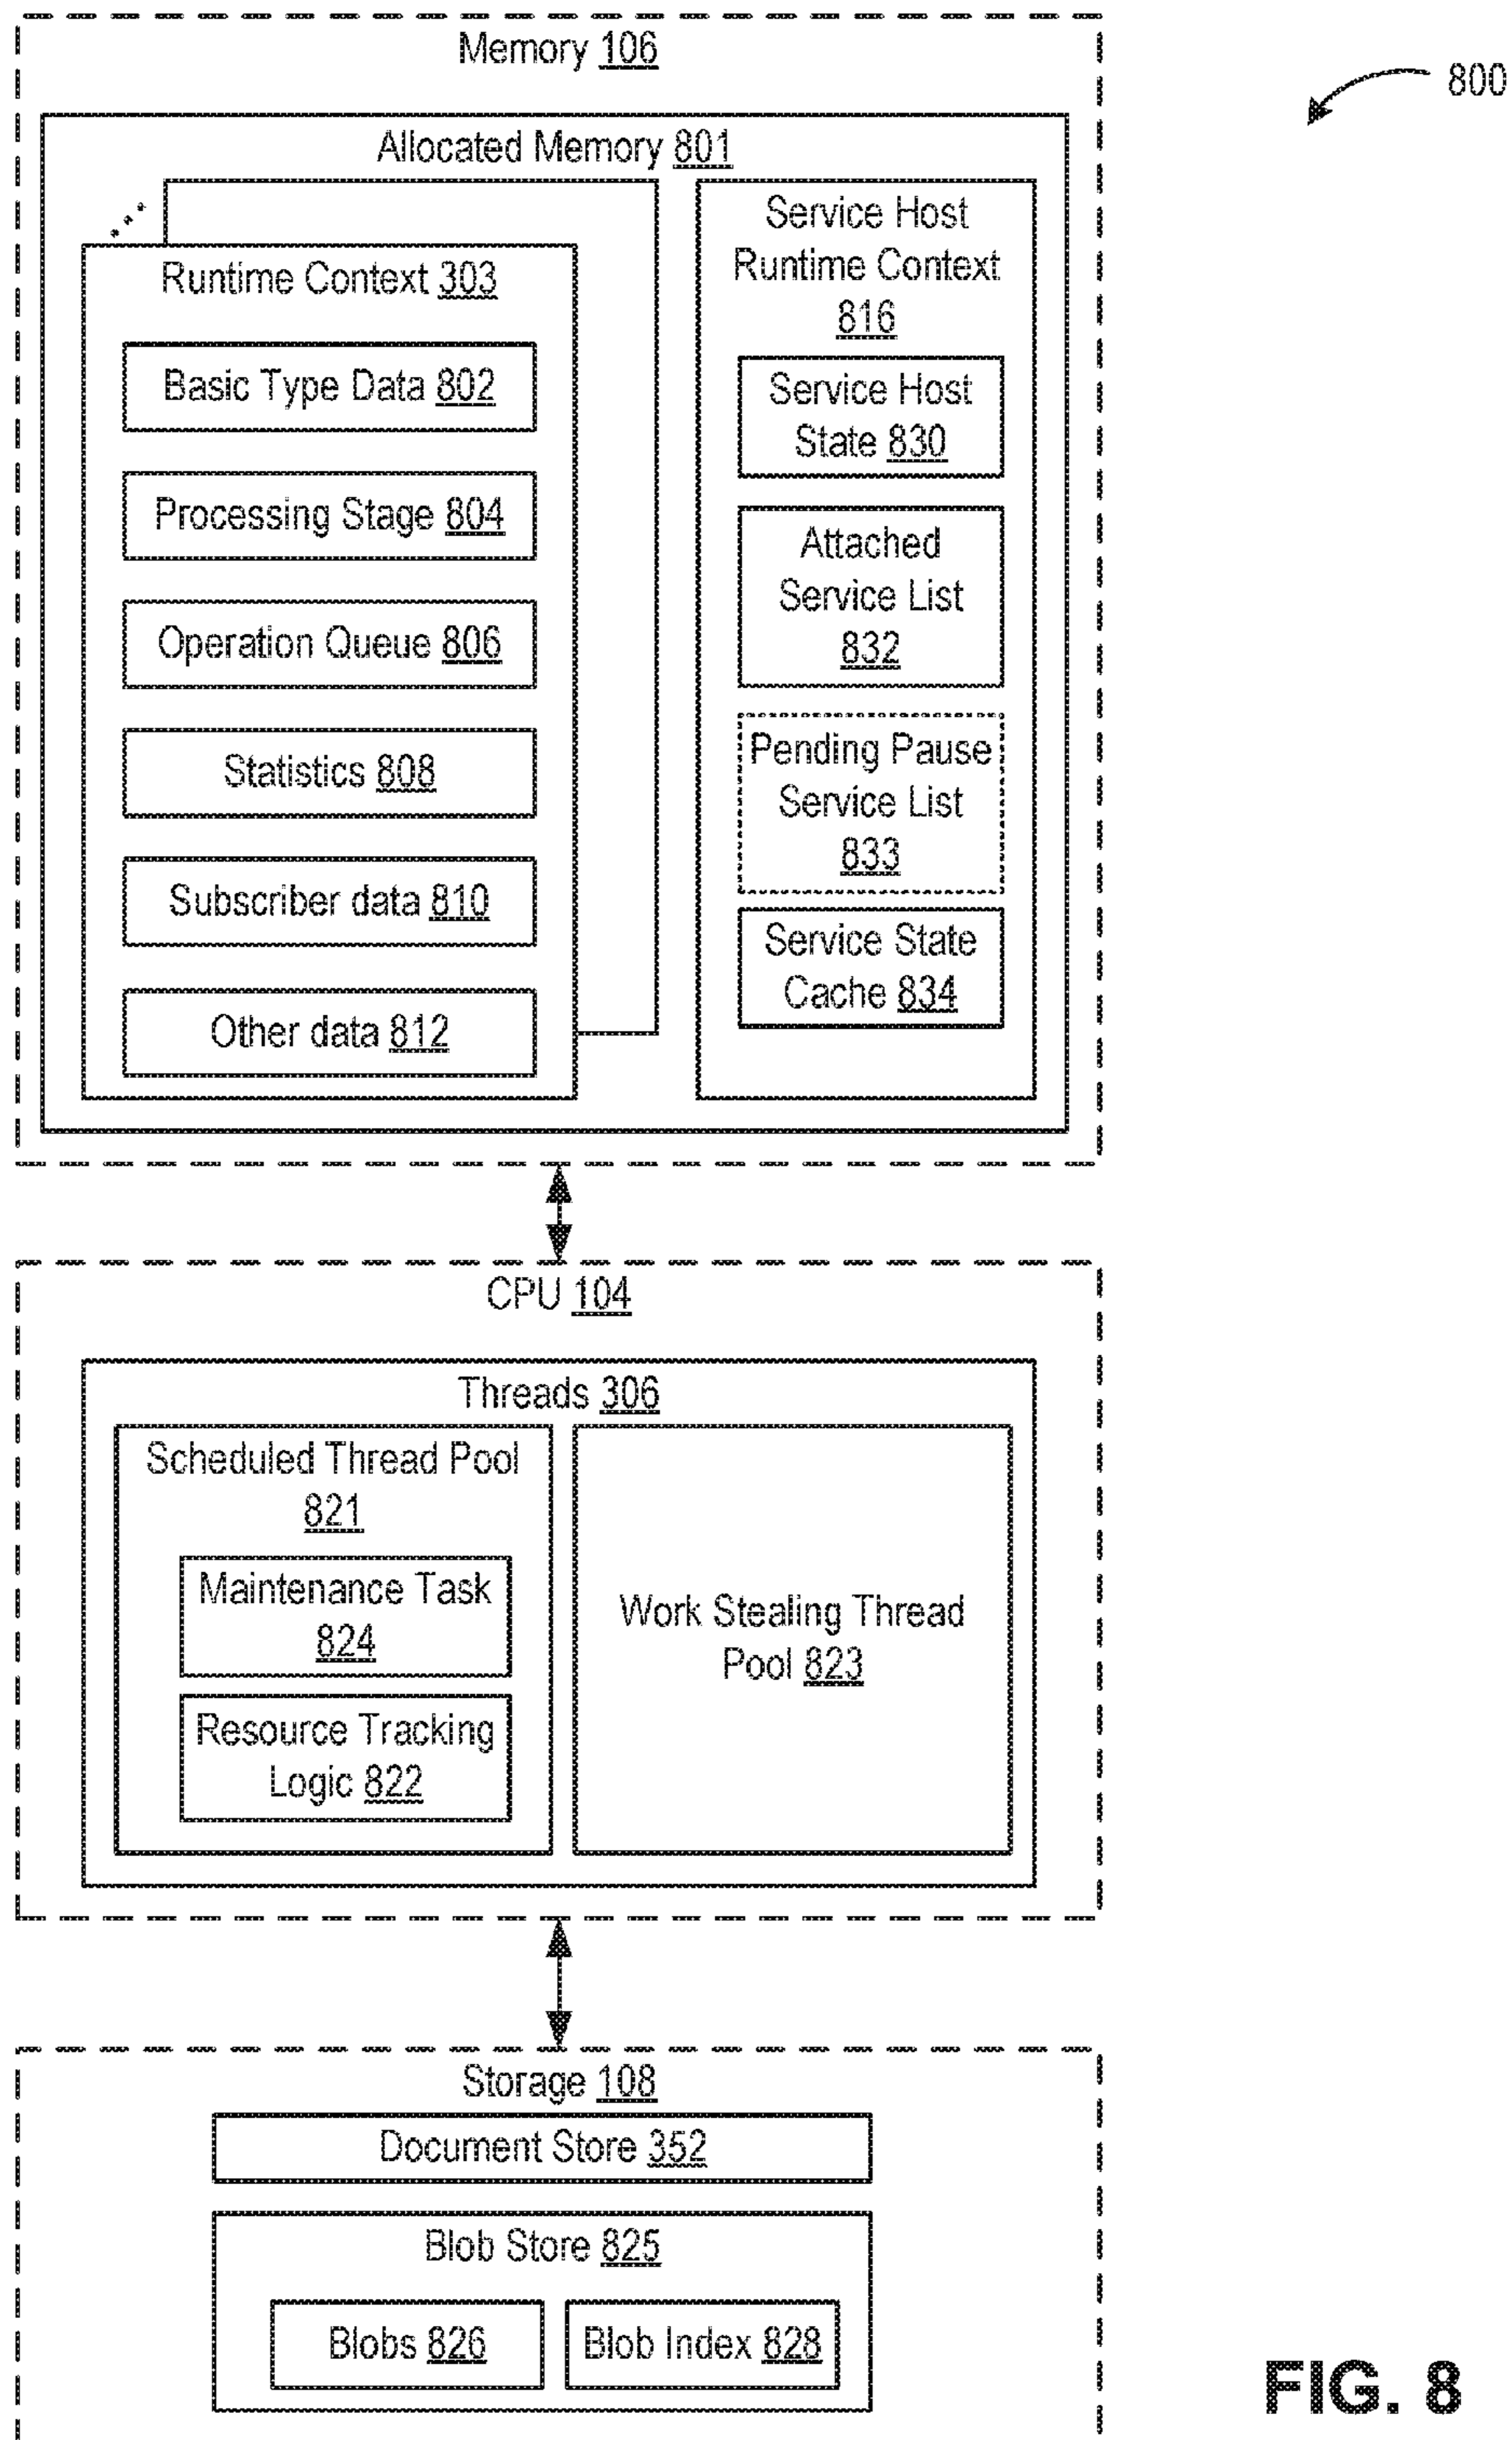 Memory 106
800
Allocated Memory 801
Runtime Context 303
Basic Type Data 802
Processing Stage 804
Operation Queue 806
Statistics 808
Subscriber data 810
Other data 812
Service Host
Runtime Context
816
Service Host
State 830
Attached
Service List
832
Pending Pause
Service List
833
Service State
Cache 834
CPU 104
Threads 306
Scheduled Thread Pool
821
Maintenance Task
824
Resource Tracking
Logic 822
Work Stealing Thread
Pool 823
Storage 108
Document Store 352
Blob Store 825
Blobs 826
Blob Index 828
FIG. 8